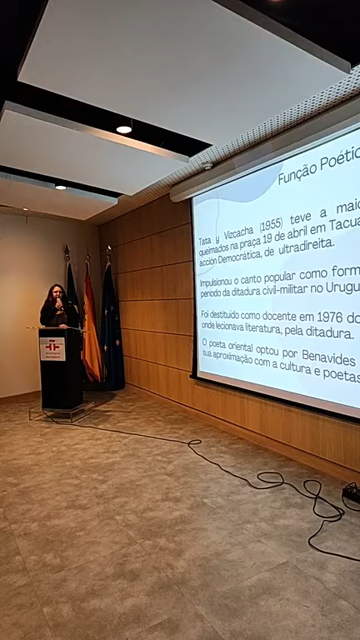 Função Poétic
Tata y Vizcacha (1955) teve a maio
queimados na praça 19 de abril em Tacua
acción Democrática, de ultradireita.
Impulsionou o canto popular como form
periodo da ditadura civil-militar no Urugu
Foi destituído como docente em 1976 do
onde lecionava literatura, pela ditadura.
O poeta oriental optou por Benavides
sua aproximação com a cultura e poetas